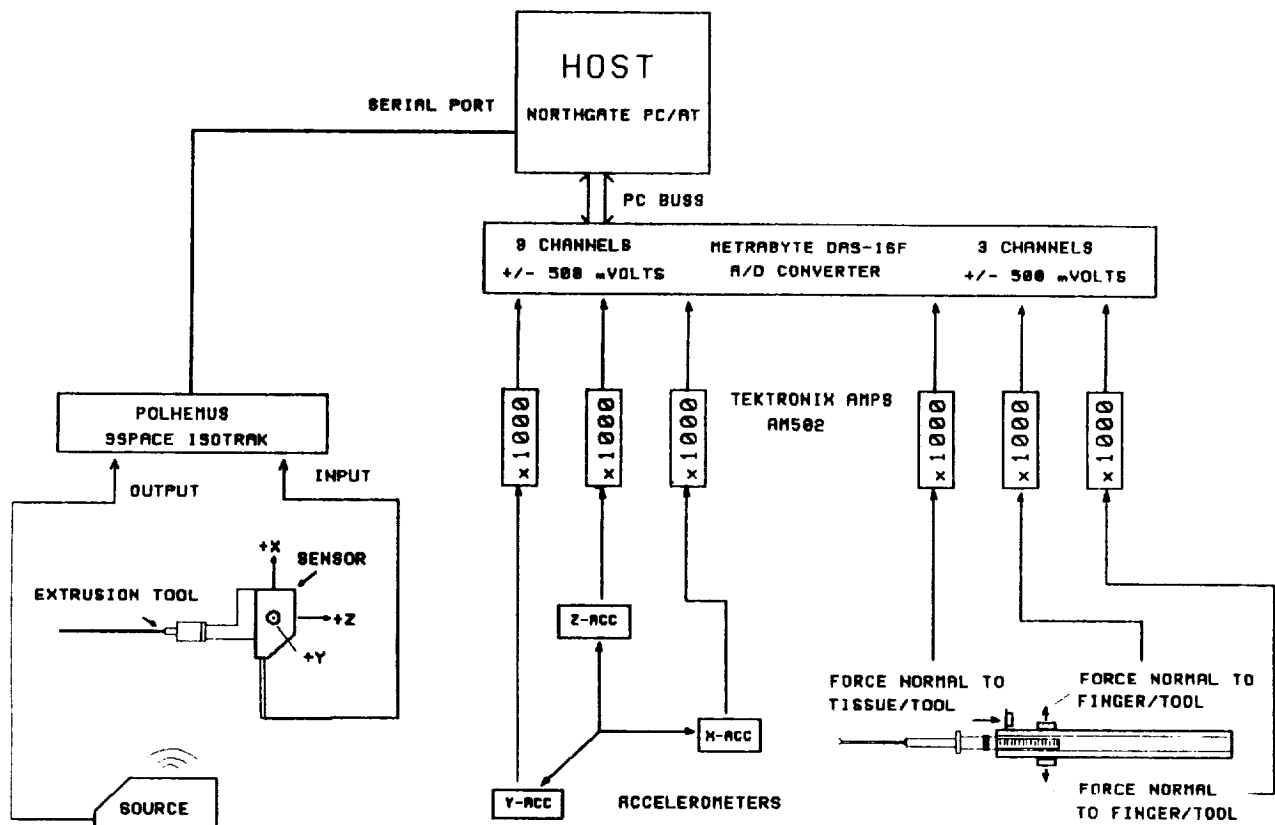 HOST
NORTHGATE PC/AT
SERIAL PORT
PC BUSS
3 CHANNELS
+/- 500 mVOLTS
METRABYTE DAS-16F
A/D CONVERTER
3 CHANNELS
+/- 500 mVOLTS
POLHEMUS
3SPACE ISOTRAK
OUTPUT
INPUT
x1000
x1000
x1000
TEKTRONIX AMPS
AM502
x1000
x1000
x1000
+X
SENSOR
EXTRUSION TOOL
+Z
+Y
Z-ACC
X-ACC
Y-ACC
ACCELEROMETERS
FORCE NORMAL TO
TISSUE/TOOL
FORCE NORMAL TO
FINGER/TOOL
FORCE NORMAL
TO FINGER/TOOL
SOURCE